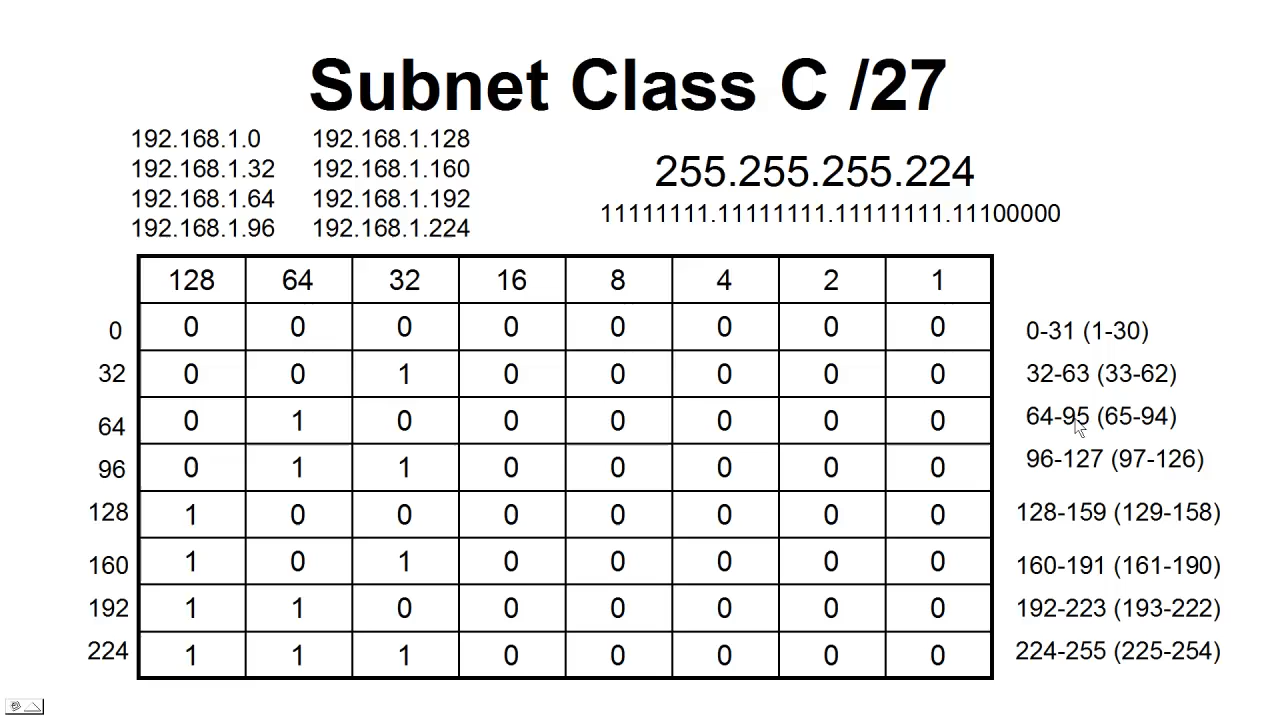 Subnet Class C /27
192.168.1.0 192.168.1.128
192.168.1.32 192.168.1.160
192.168.1.64 192.168.1.192
192.168.1.96 192.168.1.224
255.255.255.224
11111111.11111111.11111111.11100000
128 64 32 16 8 4 2 1
0 0 0 0 0 0 0 0 0 0-31 (1-30)
32 0 0 1 0 0 0 0 0 32-63 (33-62)
64 0 1 0 0 0 0 0 0 64-95 (65-94)
96 0 1 1 0 0 0 0 0 96-127 (97-126)
128 1 0 0 0 0 0 0 0 128-159 (129-158)
160 1 0 1 0 0 0 0 0 160-191 (161-190)
192 1 1 0 0 0 0 0 0 192-223 (193-222)
224 1 1 1 0 0 0 0 0 224-255 (225-254)